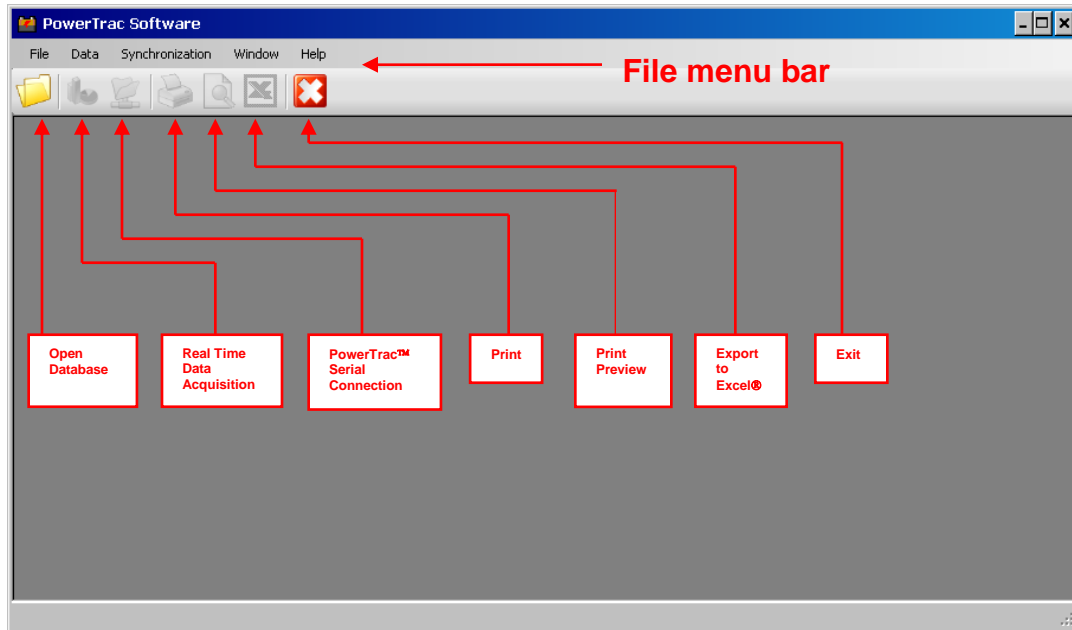 PowerTrac Software
File Data Synchronization Window Help
File menu bar
Open
Database
Real Time
Data
Acquisition
PowerTrac™
Serial
Connection
Print
Print
Preview
Export
to
Excel®
Exit